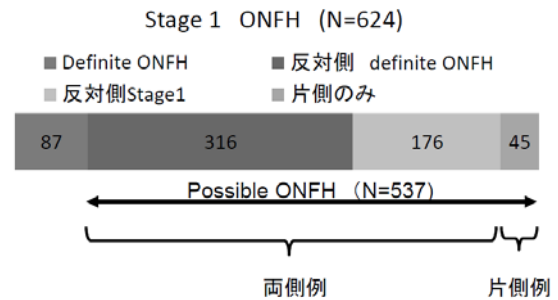 Stage 1 ONFH (N=624)
Definite ONFH 反対側 definite ONFH
反対側Stage1 片側のみ
87 316 176 45
Possible ONFH (N=537)
両側例 片側例